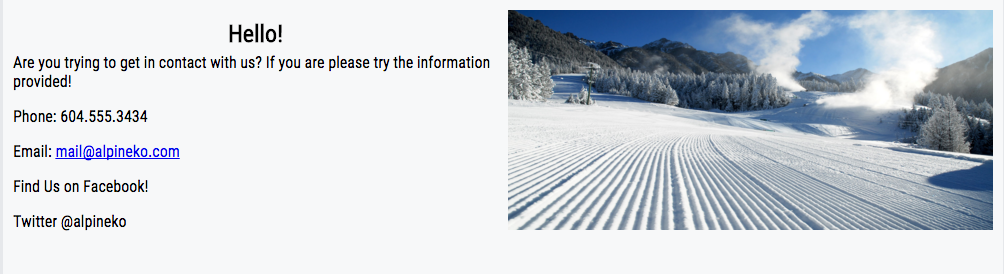 Hello!
Are you trying to get in contact with us? If you are please try the information
provided!
Phone: 604.555.3434
Email: mail@alpineko.com
Find Us on Facebook!
Twitter @alpineko